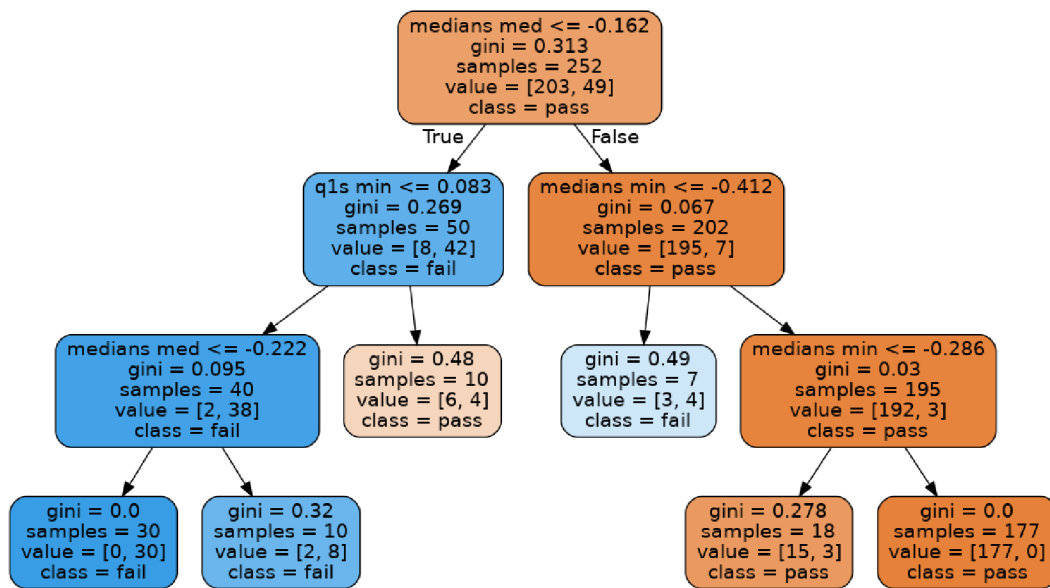 medians med <= -0.162
gini = 0.313
samples = 252
value = [203, 49]
class = pass
True
False
q1s min <= 0.083
gini = 0.269
samples = 50
value = [8, 42]
class = fail
medians min <= -0.412
gini = 0.067
samples = 202
value = [195, 7]
class = pass
medians med <= -0.222
gini = 0.095
samples = 40
value = [2, 38]
class = fail
gini = 0.48
samples = 10
value = [6, 4]
class = pass
gini = 0.49
samples = 7
value = [3, 4]
class = fail
medians min <= -0.286
gini = 0.03
samples = 195
value = [192, 3]
class = pass
gini = 0.0
samples = 30
value = [0, 30]
class = fail
gini = 0.32
samples = 10
value = [2, 8]
class = fail
gini = 0.278
samples = 18
value = [15, 3]
class = pass
gini = 0.0
samples = 177
value = [177, 0]
class = pass